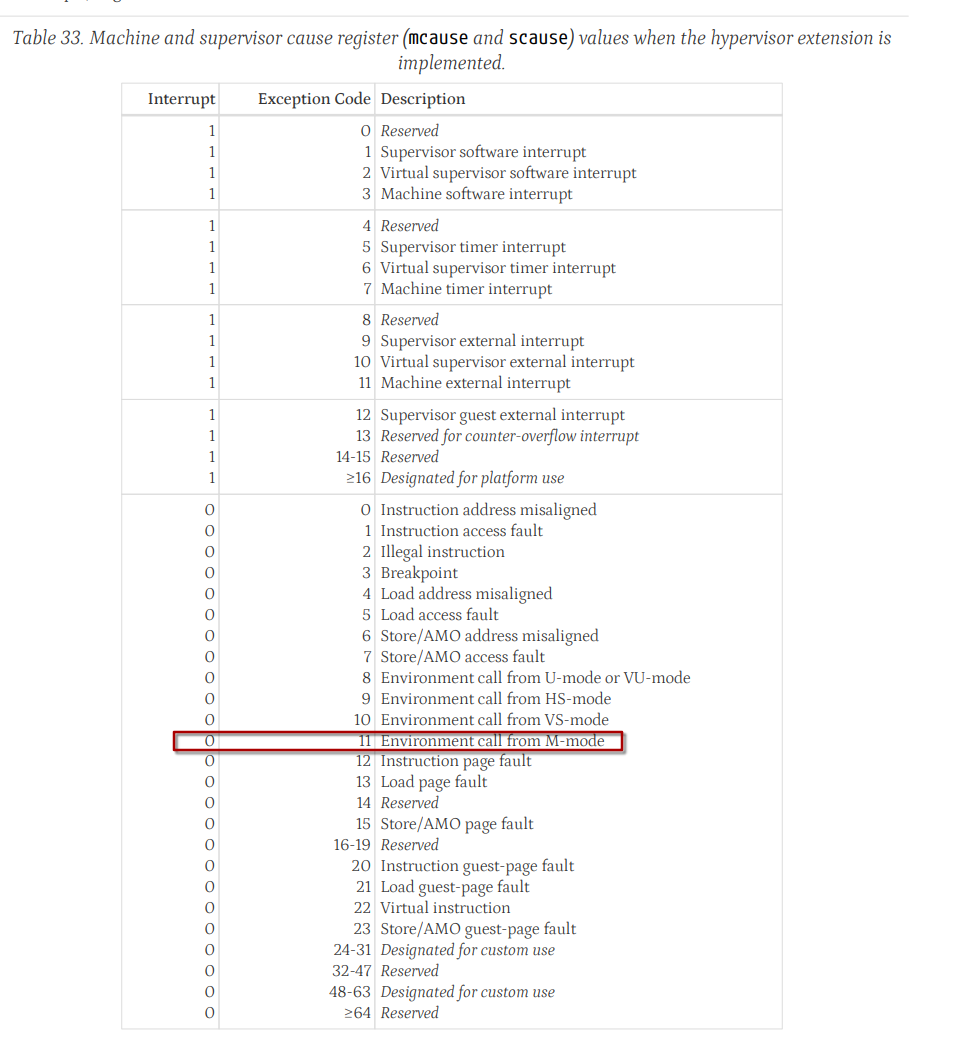 Table 33. Machine and supervisor cause register (mcause and scause) values when the hypervisor extension is
implemented.
Interrupt Exception Code Description
1 0 Reserved
1 1 Supervisor software interrupt
1 2 Virtual supervisor software interrupt
1 3 Machine software interrupt
1 4 Reserved
1 5 Supervisor timer interrupt
1 6 Virtual supervisor timer interrupt
1 7 Machine timer interrupt
1 8 Reserved
1 9 Supervisor external interrupt
1 10 Virtual supervisor external interrupt
1 11 Machine external interrupt
1 12 Supervisor guest external interrupt
1 13 Reserved for counter-overflow interrupt
1 14-15 Reserved
1 ≥16 Designated for platform use
0 0 Instruction address misaligned
0 1 Instruction access fault
0 2 Illegal instruction
0 3 Breakpoint
0 4 Load address misaligned
0 5 Load access fault
0 6 Store/AMO address misaligned
0 7 Store/AMO access fault
0 8 Environment call from U-mode or VU-mode
0 9 Environment call from HS-mode
0 10 Environment call from VS-mode
0 11 Environment call from M-mode
0 12 Instruction page fault
0 13 Load page fault
0 14 Reserved
0 15 Store/AMO page fault
0 16-19 Reserved
0 20 Instruction guest-page fault
0 21 Load guest-page fault
0 22 Virtual instruction
0 23 Store/AMO guest-page fault
0 24-31 Designated for custom use
0 32-47 Reserved
0 48-63 Designated for custom use
0 ≥64 Reserved